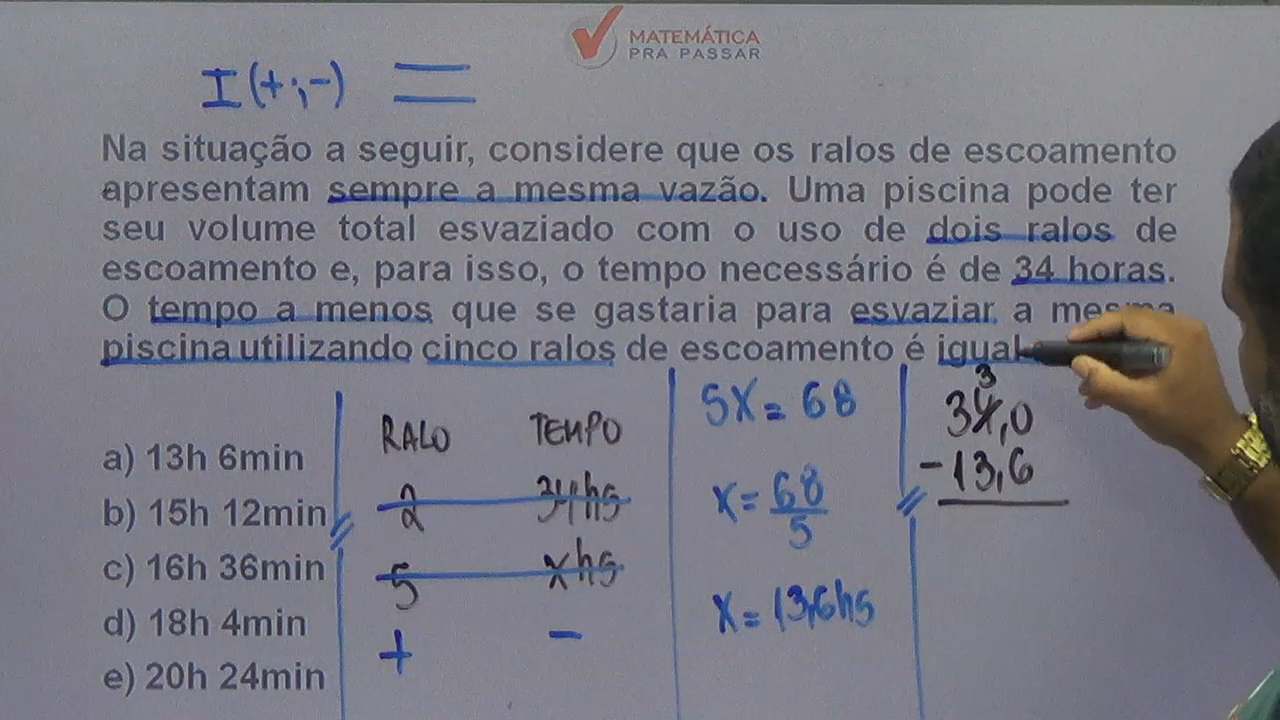 MATEMÁTICA
PRA PASSAR
I(+;-) =
Na situação a seguir, considere que os ralos de escoamento
apresentam sempre a mesma vazão. Uma piscina pode ter
seu volume total esvaziado com o uso de dois ralos de
escoamento e, para isso, o tempo necessário é de 34 horas.
O tempo a menos que se gastaria para esvaziar a mesma
piscina utilizando cinco ralos de escoamento é igual
a) 13h 6min
b) 15h 12min
c) 16h 36min
d) 18h 4min
e) 20h 24min
RALO TEMPO
2 34hs
5 xhs
+ -
5X = 68
X = 68
5
X = 13,6hs
3
34,0
- 13,6